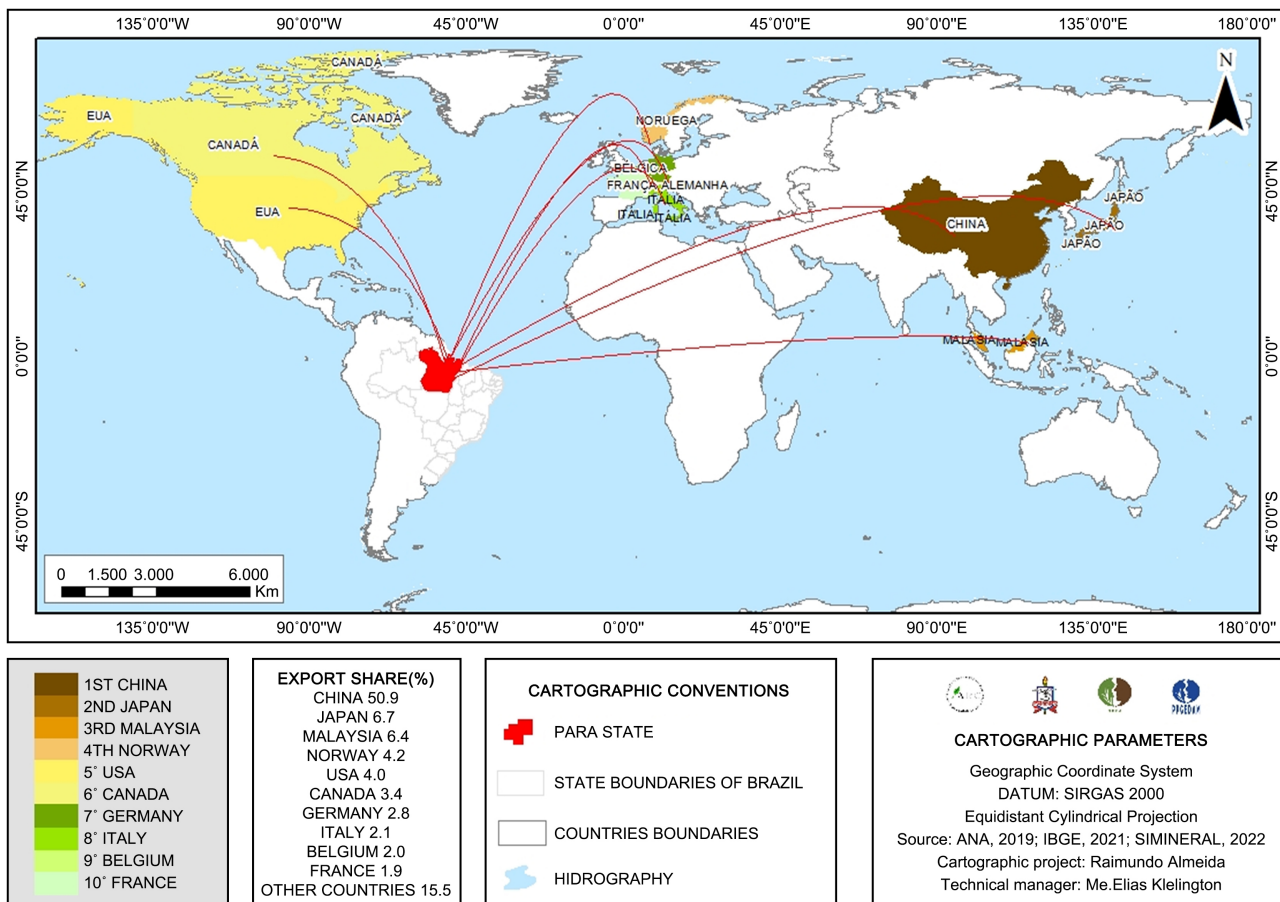 135°0'0"W 90°0'0"W 45°0'0"W 0°0'0" 45°0'0"E 90°0'0"E 135°0'0"E 180°0'0"
N
CANADÁ
EUA
CANADÁ
NORUEGA
CANADÁ
BÉLGICA
FRANÇA ALEMANHA
45°0'0"N
45°0'0"N
ITÁLIA
JAPÃO
EUA
ITÁLIA ITÁLIA
CHINA
JAPÃO
JAPÃO
0°0'0"
0°0'0"
MALÁSIA MALÁSIA
45°0'0"S
45°0'0"S
0 1.500 3.000 6.000
Km
135°0'0"W 90°0'0"W 45°0'0"W 0°0'0" 45°0'0"E 90°0'0"E 135°0'0"E 180°0'0"
1ST CHINA
2ND JAPAN
3RD MALAYSIA
4TH NORWAY
5° USA
6° CANADA
7° GERMANY
8° ITALY
9° BELGIUM
10° FRANCE
EXPORT SHARE(%)
CHINA 50.9
JAPAN 6.7
MALAYSIA 6.4
NORWAY 4.2
USA 4.0
CANADA 3.4
GERMANY 2.8
ITALY 2.1
BELGIUM 2.0
FRANCE 1.9
OTHER COUNTRIES 15.5
CARTOGRAPHIC CONVENTIONS
PARA STATE
STATE BOUNDARIES OF BRAZIL
COUNTRIES BOUNDARIES
HIDROGRAPHY
CARTOGRAPHIC PARAMETERS
Geographic Coordinate System
DATUM: SIRGAS 2000
Equidistant Cylindrical Projection
Source: ANA, 2019; IBGE, 2021; SIMINERAL, 2022
Cartographic project: Raimundo Almeida
Technical manager: Me.Elias Klelington